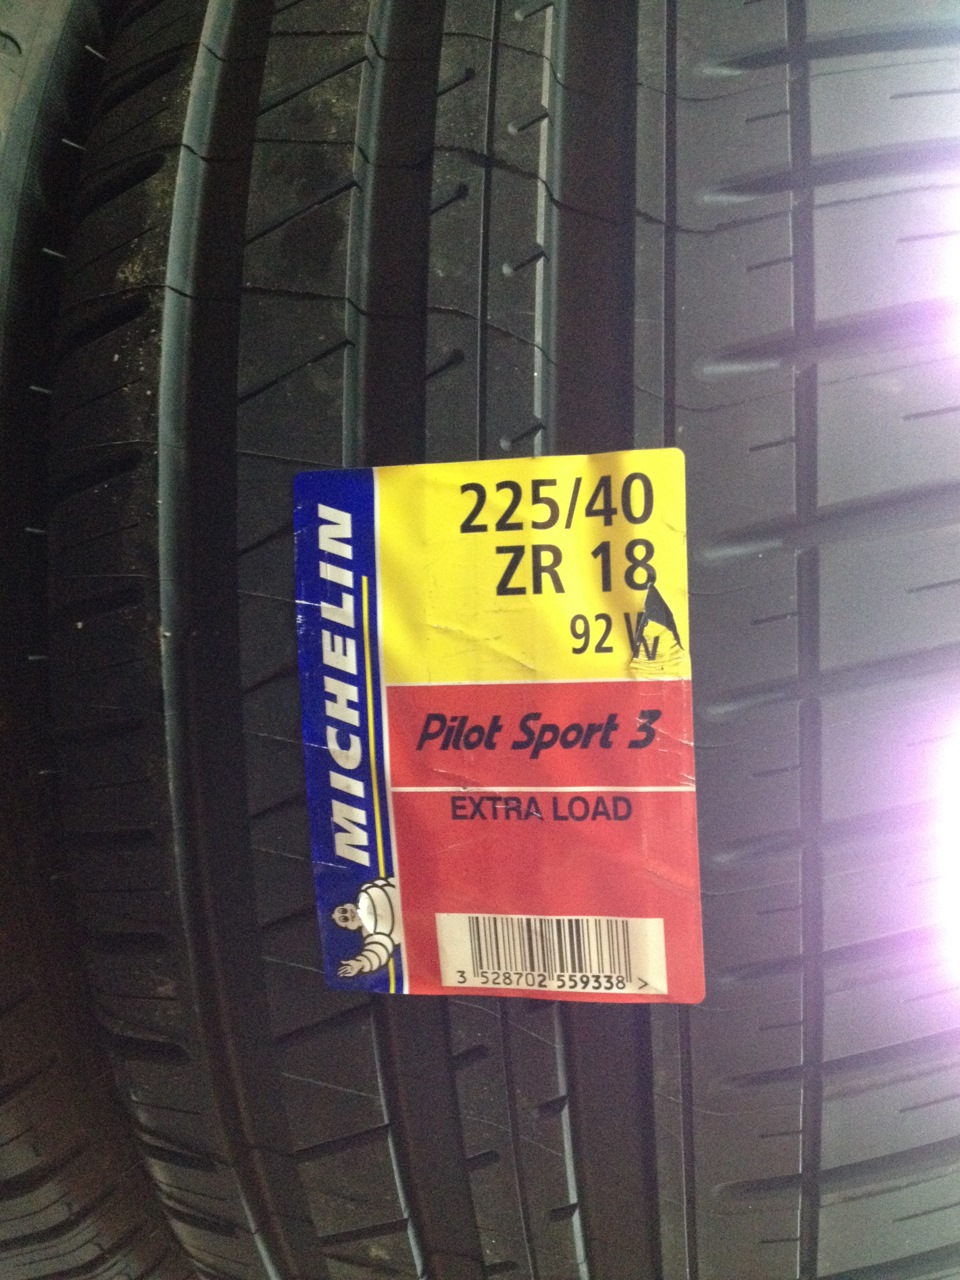 MICHELIN
225/40
ZR 18
92 W
Pilot Sport 3
EXTRA LOAD
3 528702 559338 >